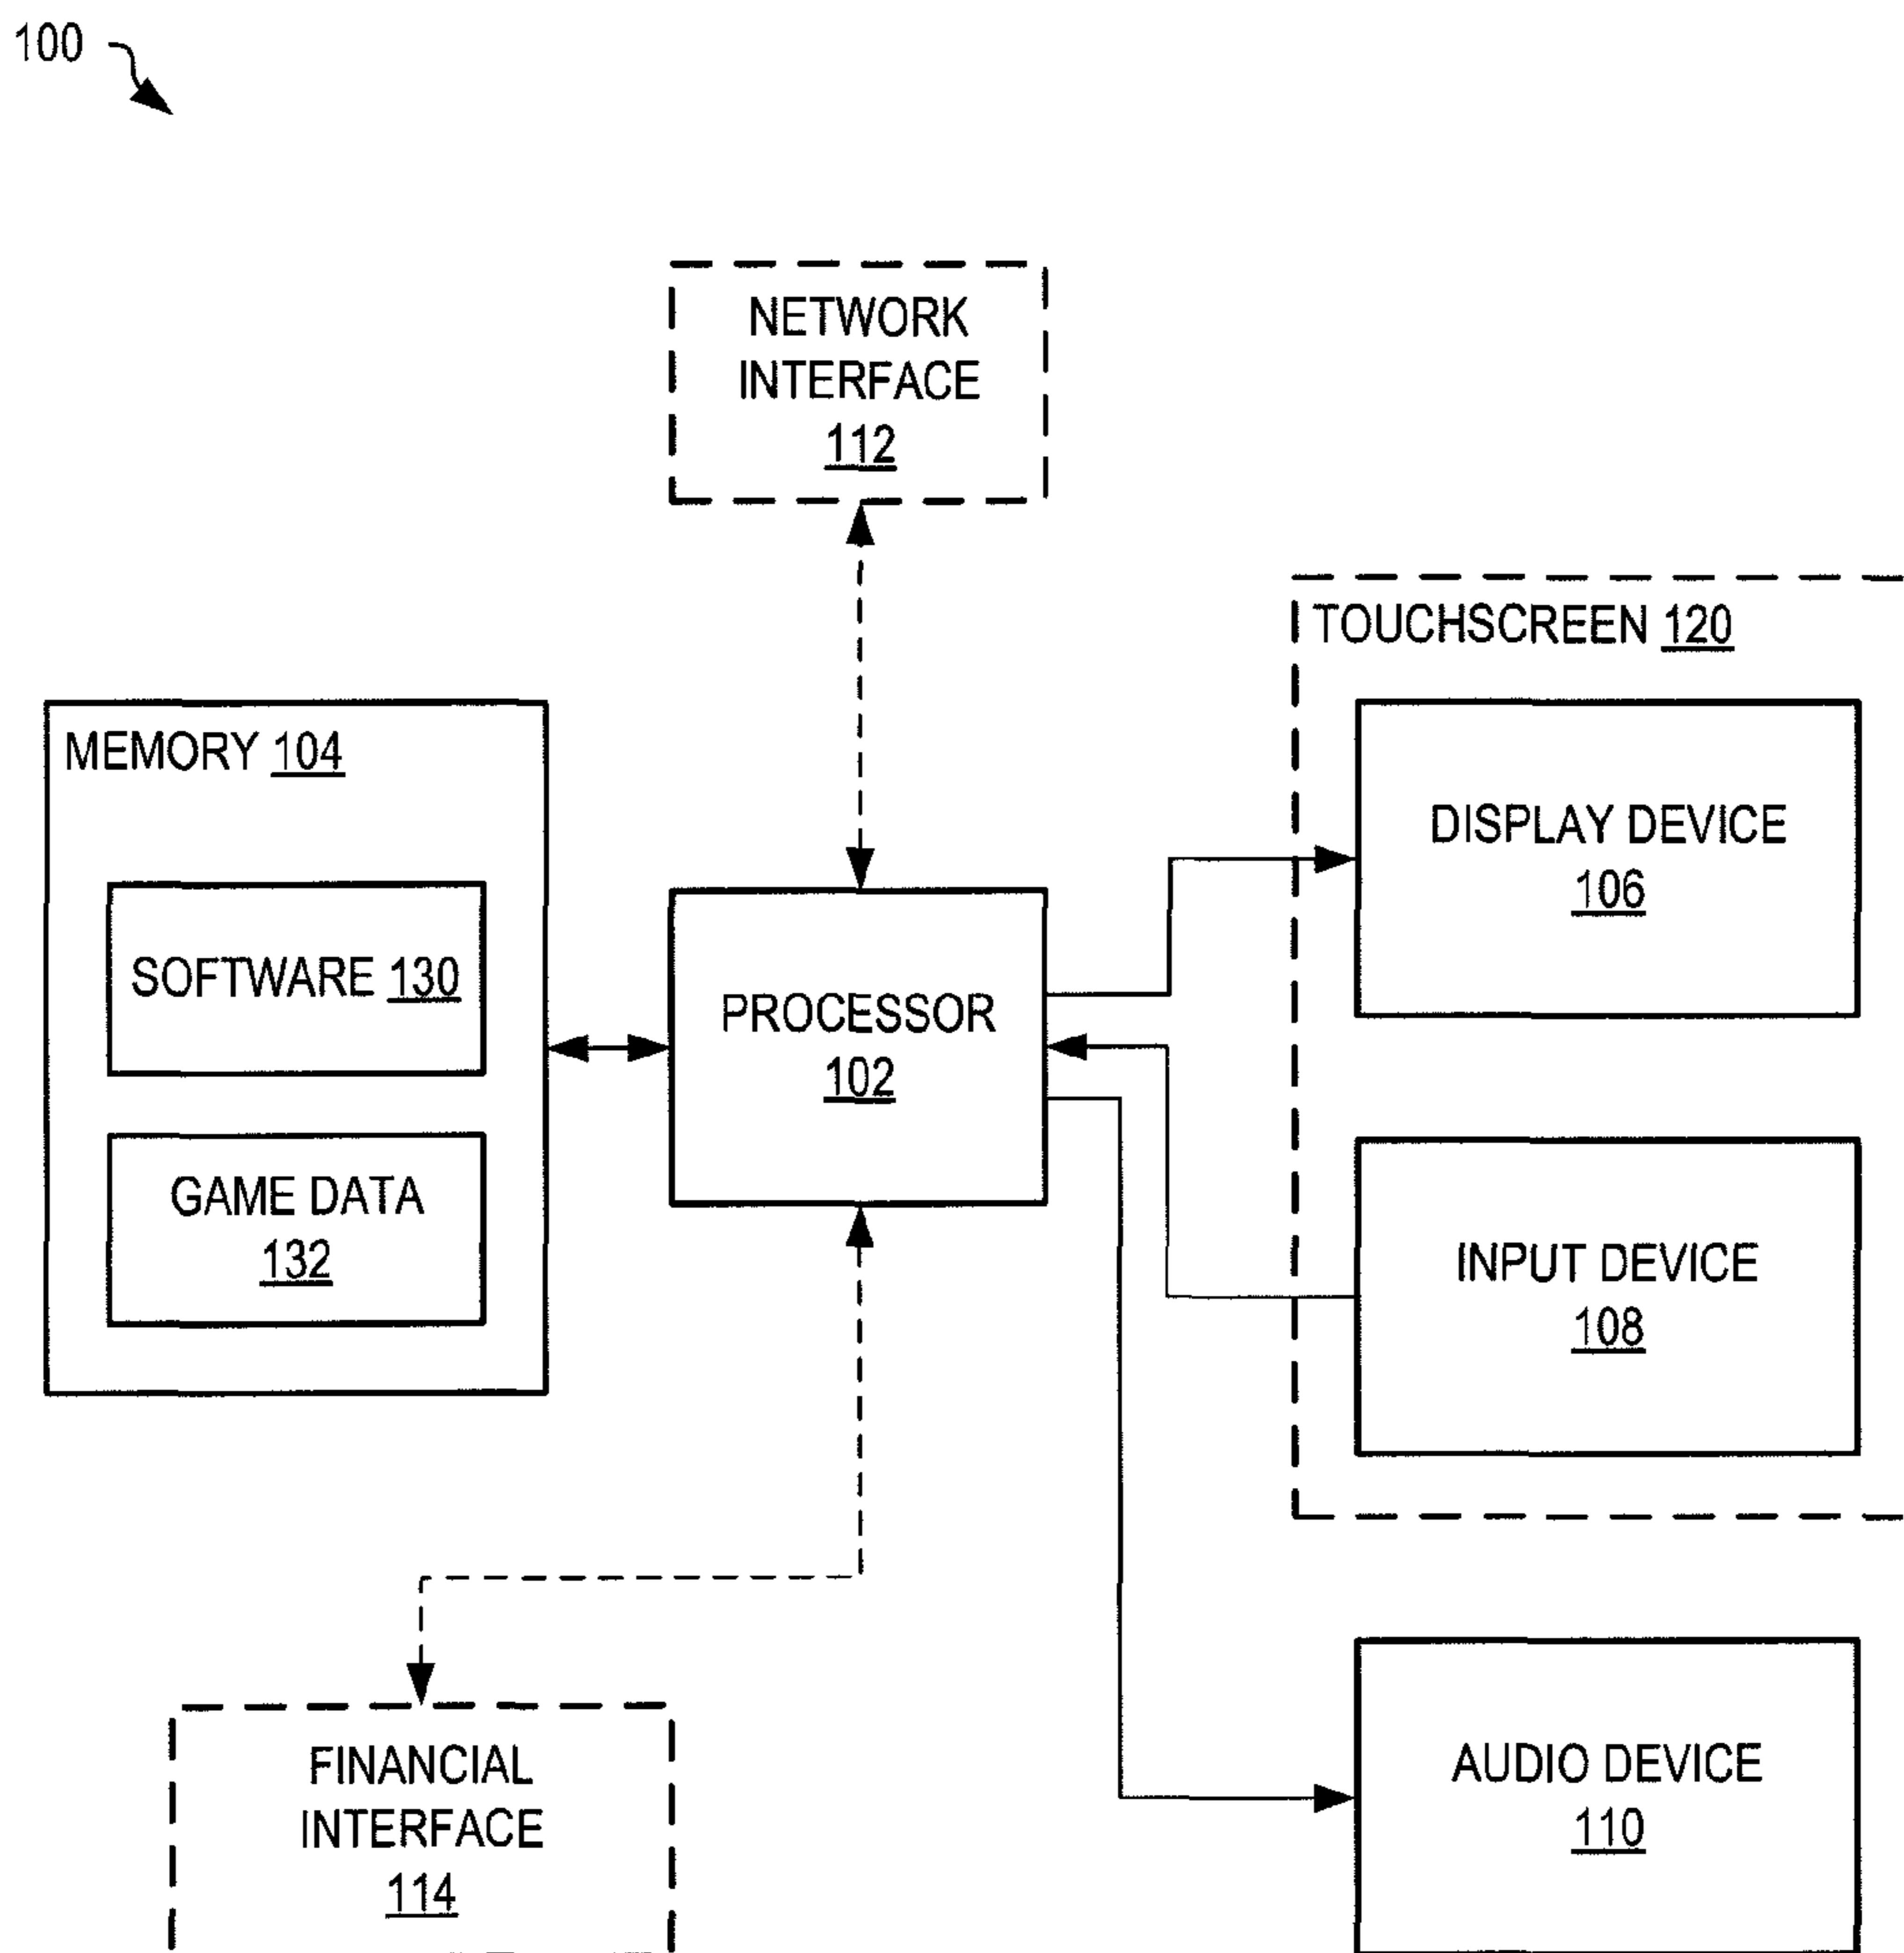 100
NETWORK
INTERFACE
112
TOUCHSCREEN 120
MEMORY 104
DISPLAY DEVICE
106
SOFTWARE 130
PROCESSOR
102
GAME DATA
132
INPUT DEVICE
108
FINANCIAL
INTERFACE
114
AUDIO DEVICE
110